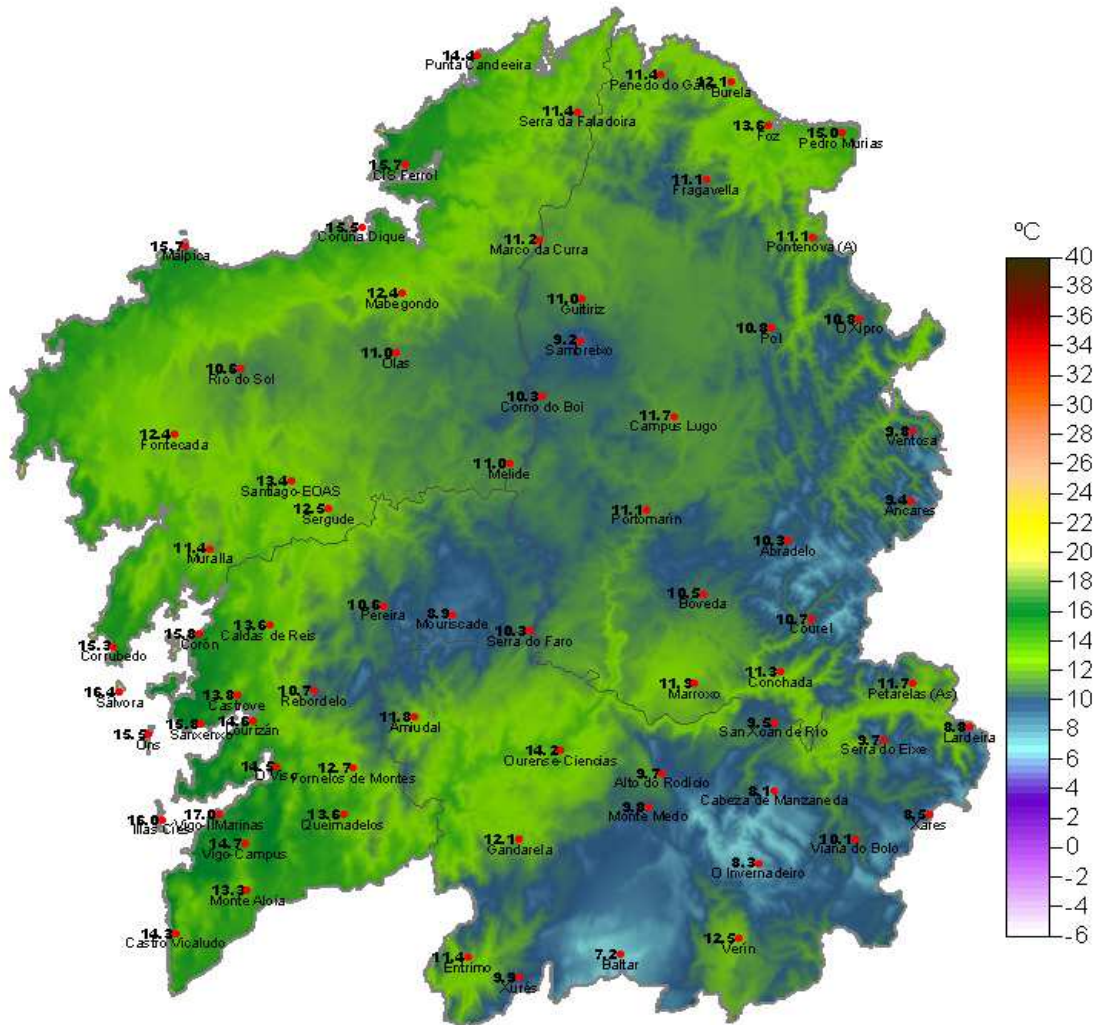 14.4
Punta Candeeira
11.4
Penedo do Galo
12.1
Burela
11.4
Serra da Faladoira
13.6
Foz
15.0
Pedro Murias
15.7
CIS Ferrol
11.1
Fragavella
15.5
Coruna Dique
15.7
Malpica
11.2
Marco da Curra
11.1
Pontenova (A)
ºC
12.4
Mabegondo
11.0
Guitiriz
10.8
O Xipro
10.8
Pol
9.2
Sambreixo
11.0
Olas
10.6
Rio do Sol
10.3
Corno do Boi
11.7
Campus Lugo
12.4
Fontecada
9.8
Ventosa
11.0
Melide
13.4
Santiago-EOAS
12.5
Sergude
9.4
Ancares
11.1
Portomarin
10.3
Abradelo
11.4
Muralla
10.5
Boveda
10.6
Pereira
8.9
Mouriscade
10.7
Courel
13.6
Caldas de Reis
15.8
Coron
10.3
Serra do Faro
15.3
Corrubedo
11.3
Conchada
11.9
Marroxo
11.7
Petarelas (As)
16.4
Salvora
13.8
Castrove
10.7
Rebordelo
11.8
Amiudal
14.6
Lourizán
15.8
Sanxenxo
15.5
Ons
9.5
San Xoan de Rio
8.8
Lardeira
9.7
Serra do Eixe
14.2
Ourense-Ciencias
14.5
O Viso
12.7
Fornelos de Montes
9.7
Alto do Rodicio
8.1
Cabeza de Manzaneda
9.8
Monte Medo
8.5
Xares
16.0
Illas Cies
17.0
Vigo-IIMarinas
13.6
Queimadelos
12.1
Gandarela
10.1
Viana do Bolo
14.7
Vigo-Campus
8.3
O Invernadeiro
13.3
Monte Aloia
14.3
Castro Vicaludo
12.5
Verin
11.4
Entrimo
7.2
Baltar
9.9
Xures
40
38
36
34
32
30
28
26
24
22
20
18
16
14
12
10
8
6
4
2
0
-2
-4
-6